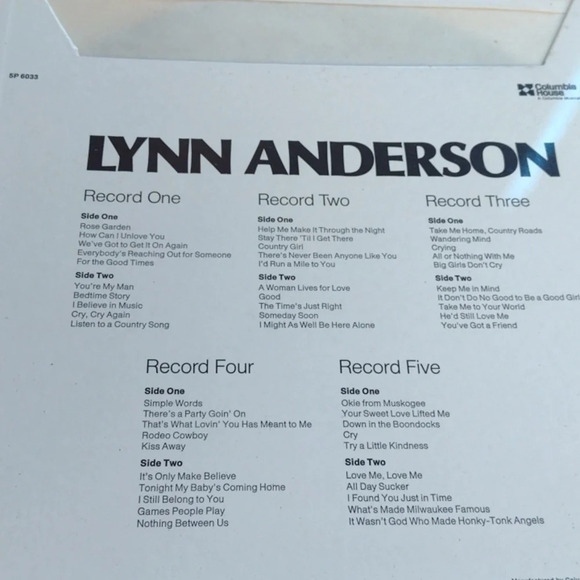 SP 6033
Columbia
House
LYNN ANDERSON
Record One
Side One
Rose Garden
How Can I Unlove You
We've Got to Get It On Again
Everybody's Reaching Out for Someone
For the Good Times
Side Two
You're My Man
Bedtime Story
I Believe in Music
Cry, Cry Again
Listen to a Country Song
Record Two
Side One
Help Me Make It Through the Night
Stay There 'Til I Get There
Country Girl
There's Never Been Anyone Like You
I'd Run a Mile to You
Side Two
A Woman Lives for Love
Good
The Time's Just Right
Someday Soon
I Might As Well Be Here Alone
Record Three
Side One
Take Me Home, Country Roads
Wandering Mind
Crying
All or Nothing With Me
Big Girls Don't Cry
Side Two
Keep Me in Mind
It Don't Do No Good to Be a Good Girl
Take Me to Your World
He'd Still Love Me
You've Got a Friend
Record Four
Side One
Simple Words
There's a Party Goin' On
That's What Lovin' You Has Meant to Me
Rodeo Cowboy
Kiss Away
Side Two
It's Only Make Believe
Tonight My Baby's Coming Home
I Still Belong to You
Games People Play
Nothing Between Us
Record Five
Side One
Okie from Muskogee
Your Sweet Love Lifted Me
Down in the Boondocks
Cry
Try a Little Kindness
Side Two
Love Me, Love Me
All Day Sucker
I Found You Just in Time
What's Made Milwaukee Famous
It Wasn't God Who Made Honky-Tonk Angels